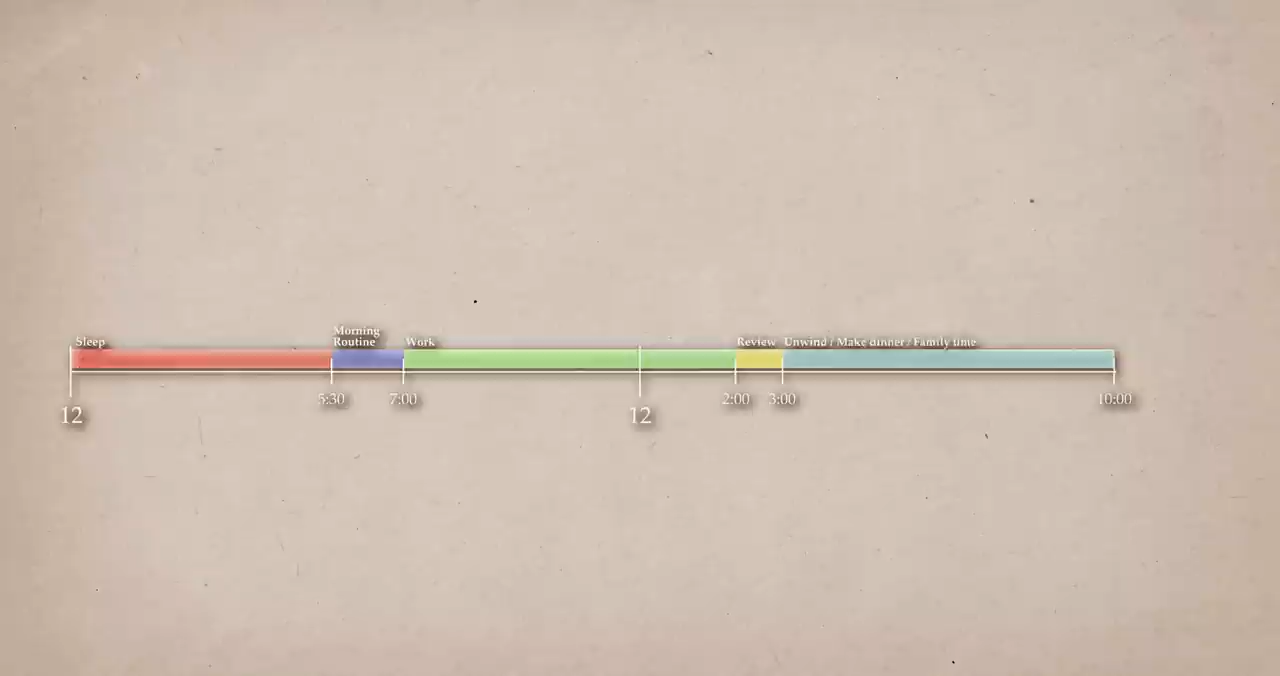 Sleep
Morning
Routine
Work
Review
Unwind / Make dinner / Family time
5:30
7:00
2:00
3:00
10:00
12
12